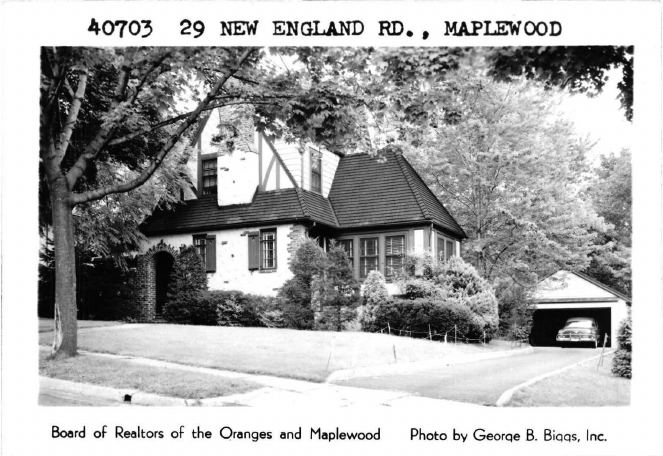 40703 29 NEW ENGLAND RD., MAPLEWOOD
Board of Realtors of the Oranges and Maplewood Photo by George B. Biggs, Inc.